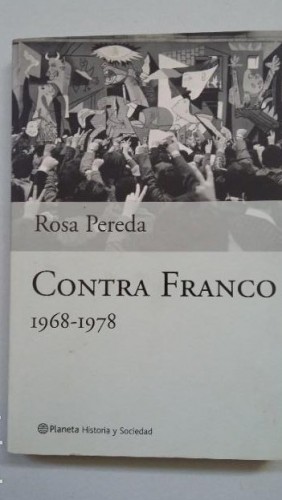 Rosa Pereda
CONTRA FRANCO
1968-1978
Planeta Historia y Sociedad